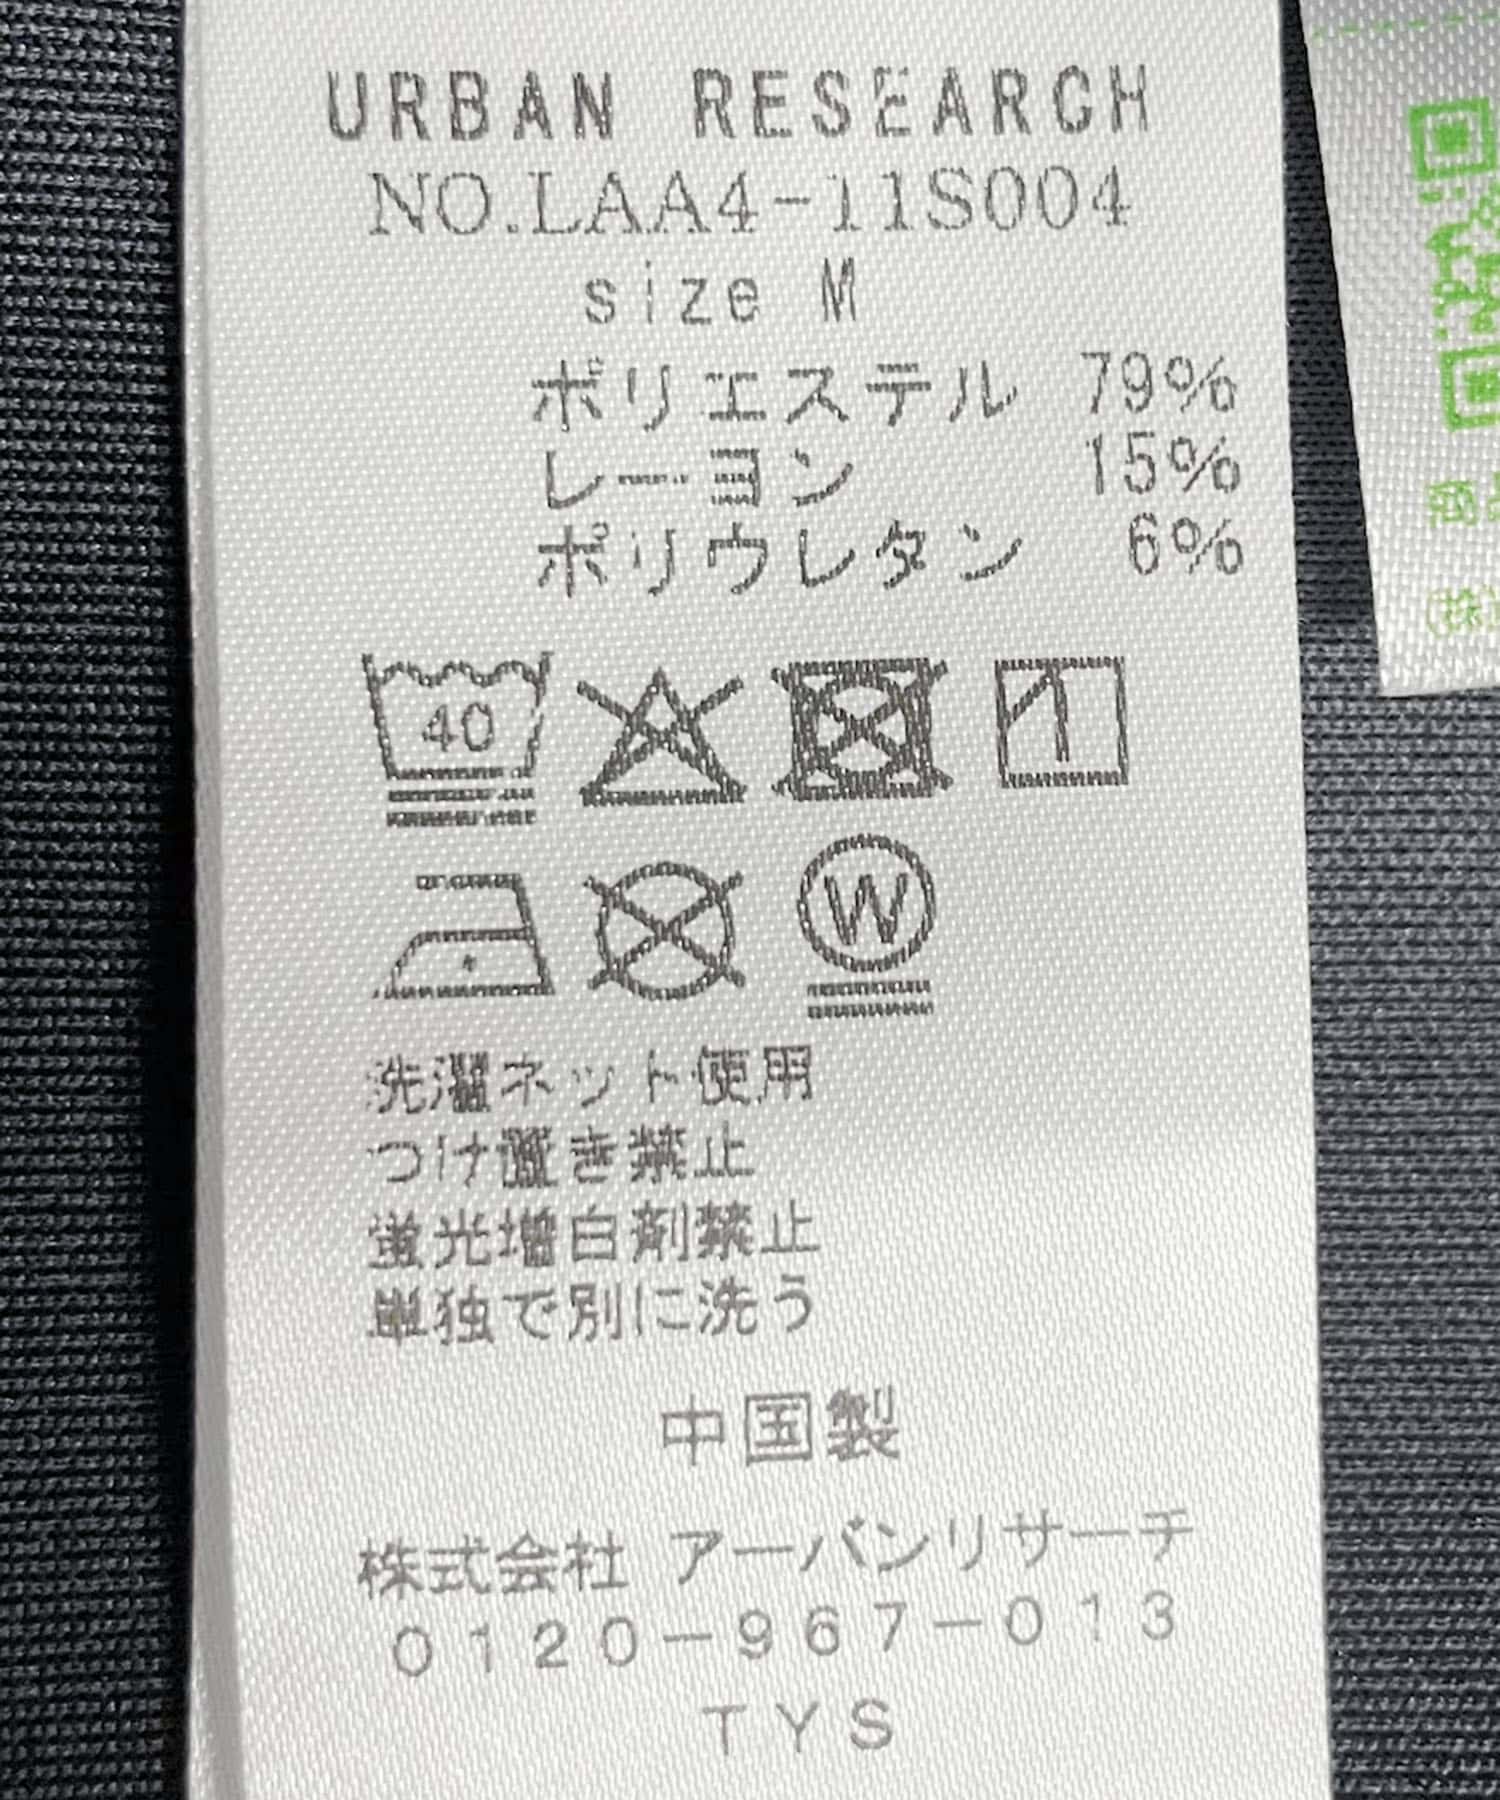 URBAN RESEARCH
NO.LAA4-11S004
size M
ポリエステル 79%
レーヨン 15%
ポリウレタン 6%
40
W
洗濯ネット使用
つけ置き禁止
蛍光増白剤禁止
単独で別に洗う
中国製
株式会社 アーバンリサーチ
0120-967-013
TYS
商
(株)